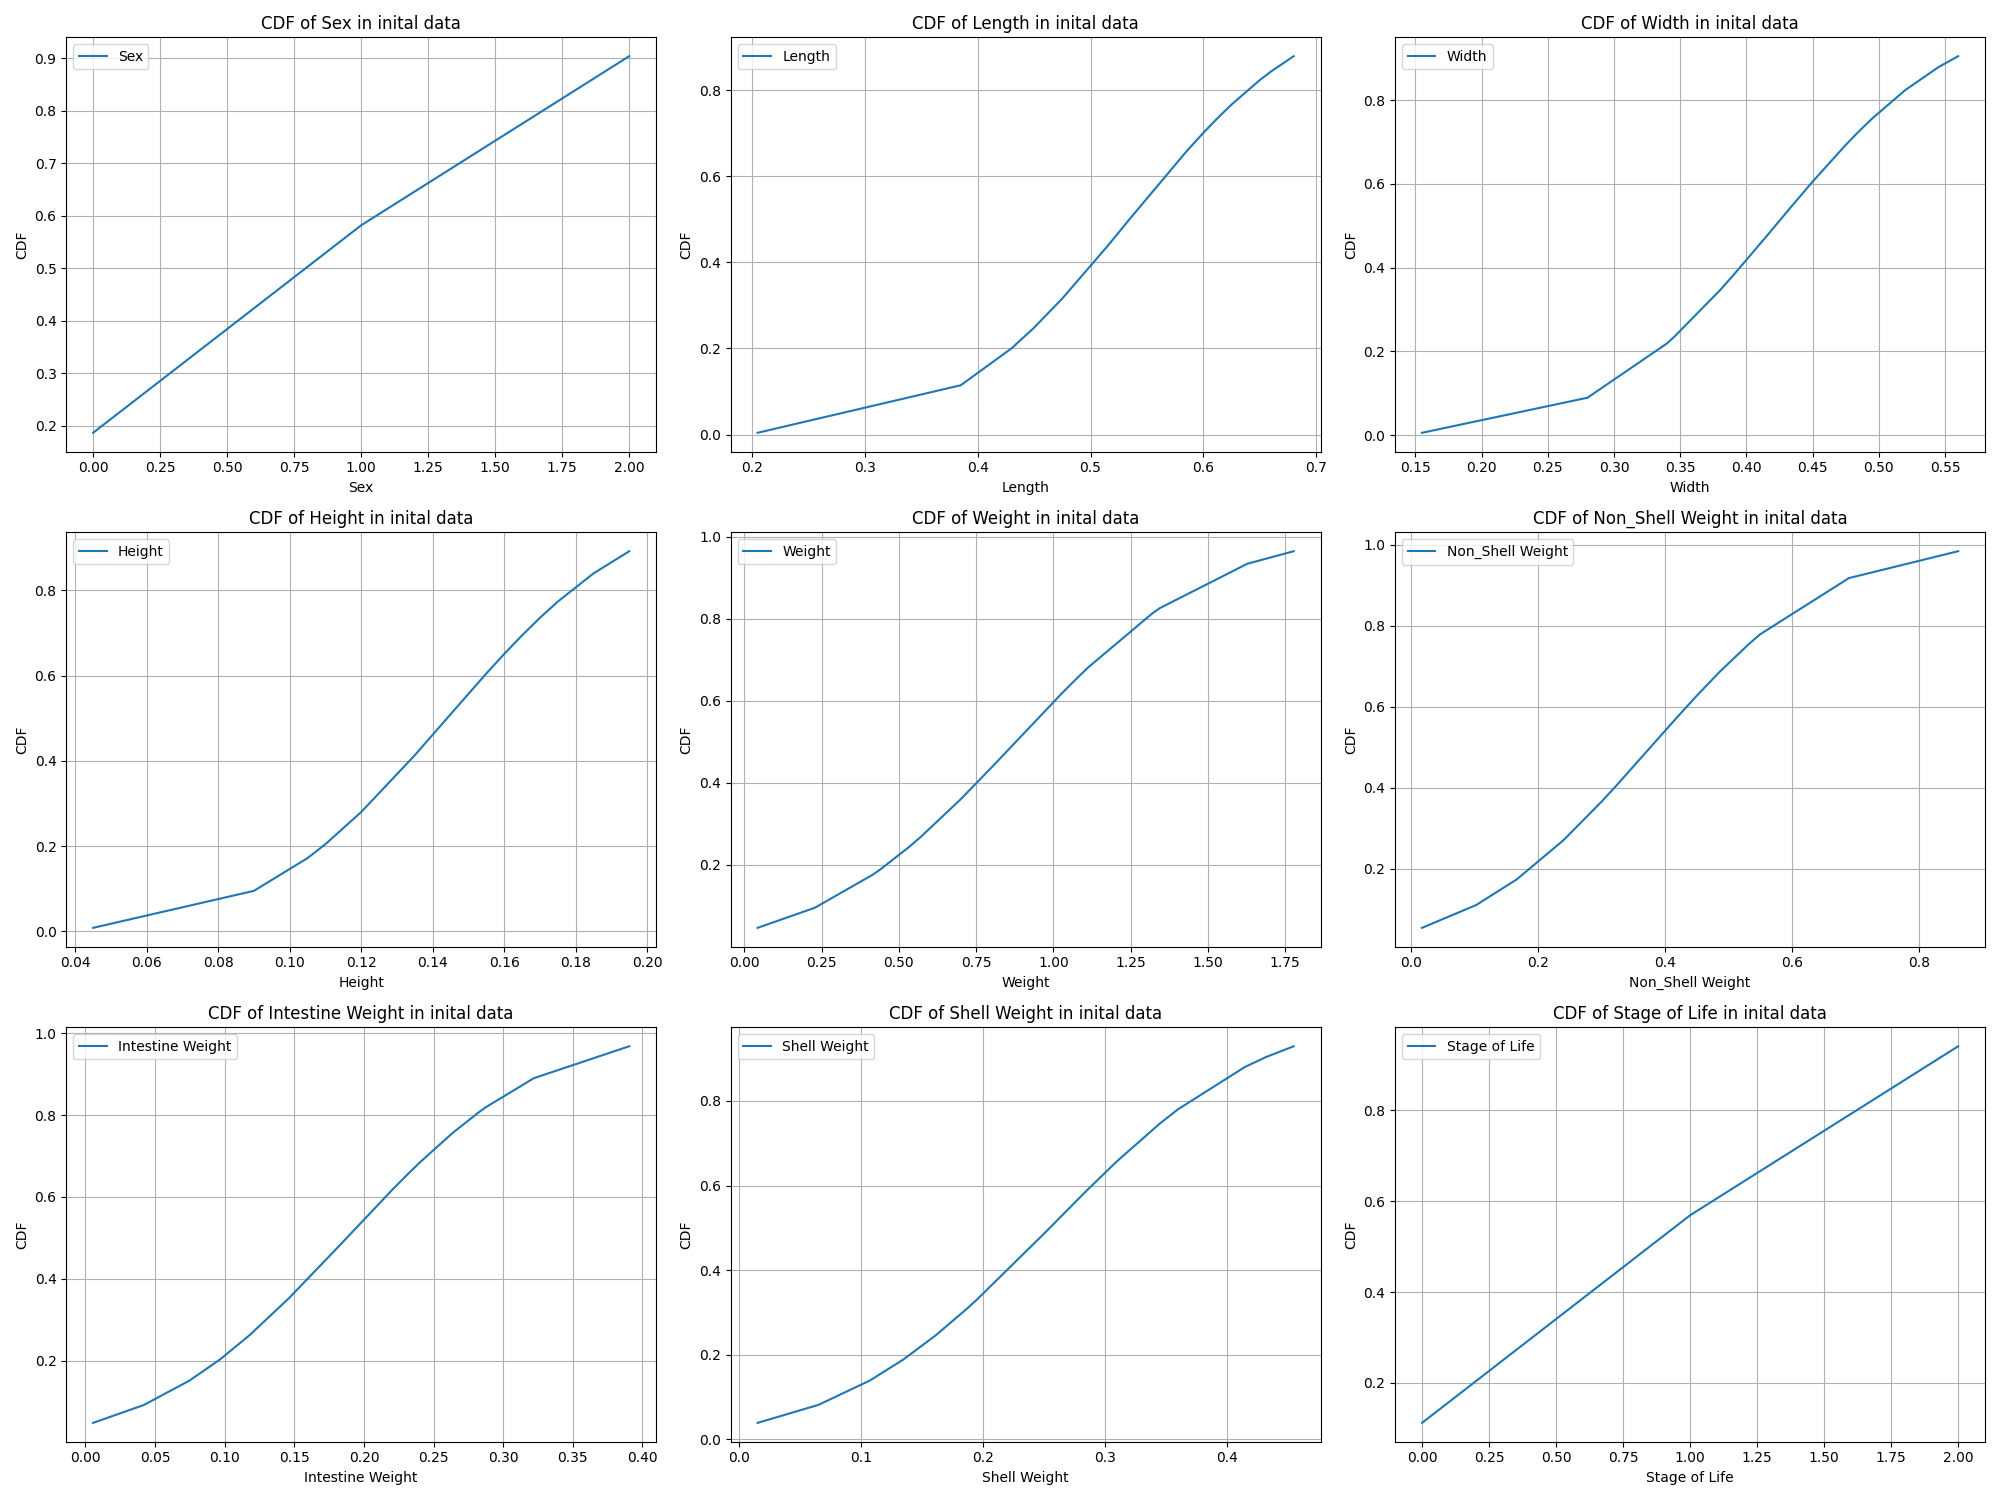 CDF of Sex in inital data
Sex
0.9
0.8
0.7
0.6
0.5
0.4
0.3
0.2
CDF
0.00 0.25 0.50 0.75 1.00 1.25 1.50 1.75 2.00
Sex
CDF of Length in inital data
Length
0.8
0.6
0.4
0.2
0.0
CDF
0.2 0.3 0.4 0.5 0.6 0.7
Length
CDF of Width in inital data
Width
0.8
0.6
0.4
0.2
0.0
CDF
0.15 0.20 0.25 0.30 0.35 0.40 0.45 0.50 0.55
Width
CDF of Height in inital data
Height
0.8
0.6
0.4
0.2
0.0
CDF
0.04 0.06 0.08 0.10 0.12 0.14 0.16 0.18 0.20
Height
CDF of Weight in inital data
Weight
1.0
0.8
0.6
0.4
0.2
CDF
0.00 0.25 0.50 0.75 1.00 1.25 1.50 1.75
Weight
CDF of Non_Shell Weight in inital data
Non_Shell Weight
1.0
0.8
0.6
0.4
0.2
CDF
0.0 0.2 0.4 0.6 0.8
Non_Shell Weight
CDF of Intestine Weight in inital data
Intestine Weight
1.0
0.8
0.6
0.4
0.2
CDF
0.00 0.05 0.10 0.15 0.20 0.25 0.30 0.35 0.40
Intestine Weight
CDF of Shell Weight in inital data
Shell Weight
0.8
0.6
0.4
0.2
0.0
CDF
0.0 0.1 0.2 0.3 0.4
Shell Weight
CDF of Stage of Life in inital data
Stage of Life
0.8
0.6
0.4
0.2
CDF
0.00 0.25 0.50 0.75 1.00 1.25 1.50 1.75 2.00
Stage of Life